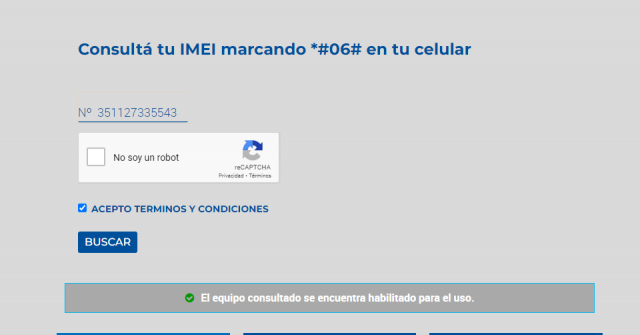 Consultá tu IMEI marcando *#06# en tu celular
Nº 351127335543
No soy un robot
reCAPTCHA
Privacidad - Términos
ACEPTO TERMINOS Y CONDICIONES
BUSCAR
El equipo consultado se encuentra habilitado para el uso.